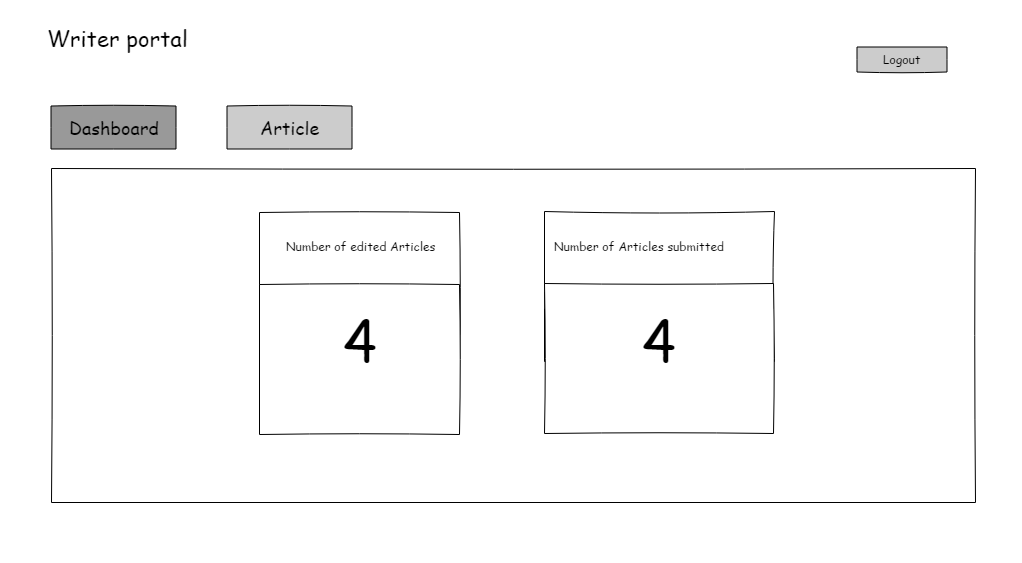 Writer portal
Logout
Dashboard
Article
Number of edited Articles
Number of Articles submitted
4
4